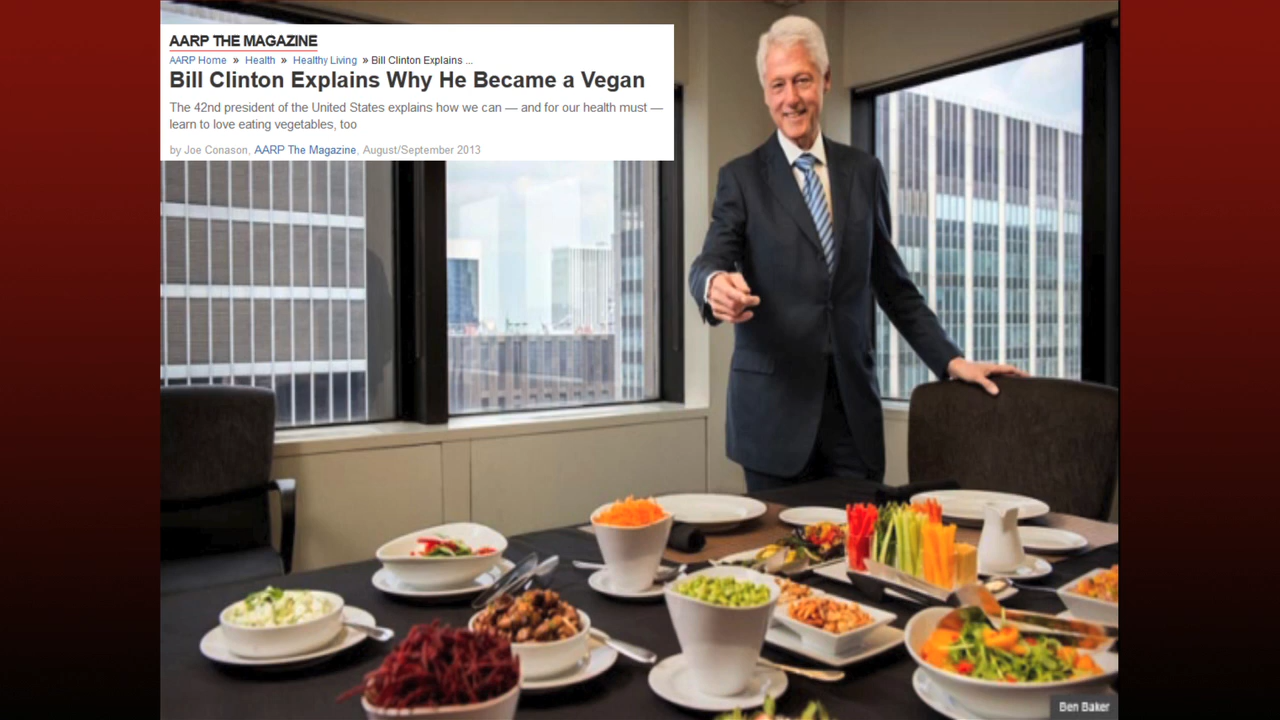 AARP THE MAGAZINE
AARP Home » Health » Healthy Living » Bill Clinton Explains ...
Bill Clinton Explains Why He Became a Vegan
The 42nd president of the United States explains how we can — and for our health must —
learn to love eating vegetables, too
by Joe Conason, AARP The Magazine, August/September 2013
Ben Baker